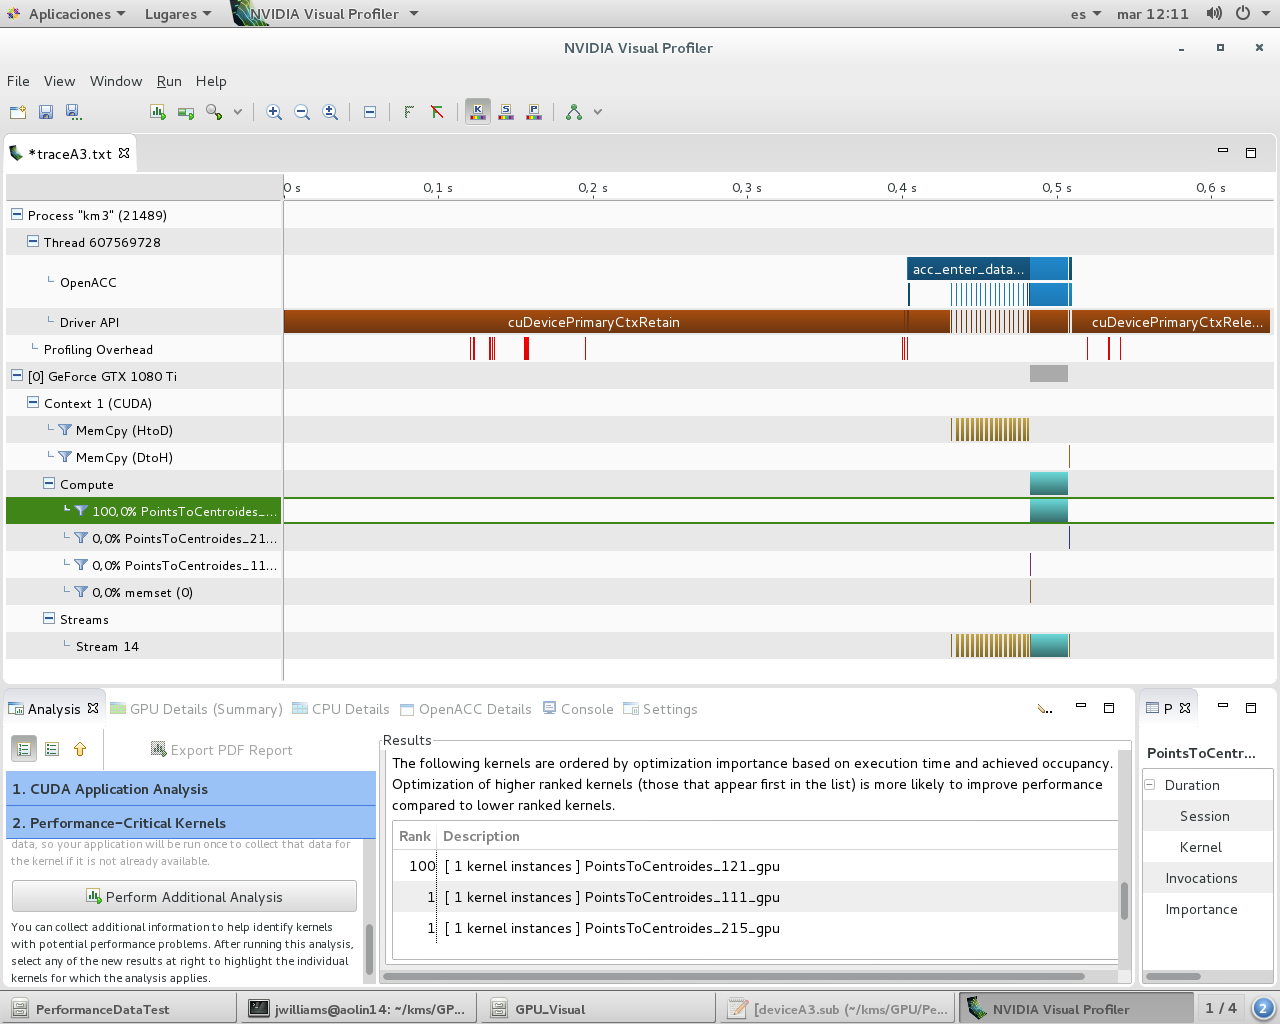 Aplicaciones Lugares NVIDIA Visual Profiler es mar 12:11
NVIDIA Visual Profiler
File View Window Run Help
*traceA3.txt
0 s 0,1 s 0,2 s 0,3 s 0,4 s 0,5 s 0,6 s
Process "km3" (21489)
Thread 607569728
OpenACC
acc_enter_data...
Driver API
cuDevicePrimaryCtxRetain
cuDevicePrimaryCtxRele...
Profiling Overhead
[0] GeForce GTX 1080 Ti
Context 1 (CUDA)
MemCpy (HtoD)
MemCpy (DtoH)
Compute
100,0% PointsToCentroides_...
0,0% PointsToCentroides_21...
0,0% PointsToCentroides_11...
0,0% memset (0)
Streams
Stream 14
Analysis GPU Details (Summary) CPU Details OpenACC Details Console Settings
Export PDF Report
1. CUDA Application Analysis
2. Performance-Critical Kernels
data, so your application will be run once to collect that data for
the kernel if it is not already available.
Perform Additional Analysis
You can collect additional information to help identify kernels
with potential performance problems. After running this analysis,
select any of the new results at right to highlight the individual
kernels for which the analysis applies.
Results
The following kernels are ordered by optimization importance based on execution time and achieved occupancy.
Optimization of higher ranked kernels (those that appear first in the list) is more likely to improve performance
compared to lower ranked kernels.
Rank Description
100 [ 1 kernel instances ] PointsToCentroides_121_gpu
1 [ 1 kernel instances ] PointsToCentroides_111_gpu
1 [ 1 kernel instances ] PointsToCentroides_215_gpu
P
PointsToCentr...
Duration
Session
Kernel
Invocations
Importance
PerformanceDataTest
jwilliams@aolin14: ~/kms/GP...
GPU_Visual
[deviceA3.sub (~/kms/GPU/Pe...
NVIDIA Visual Profiler
1 / 4
2